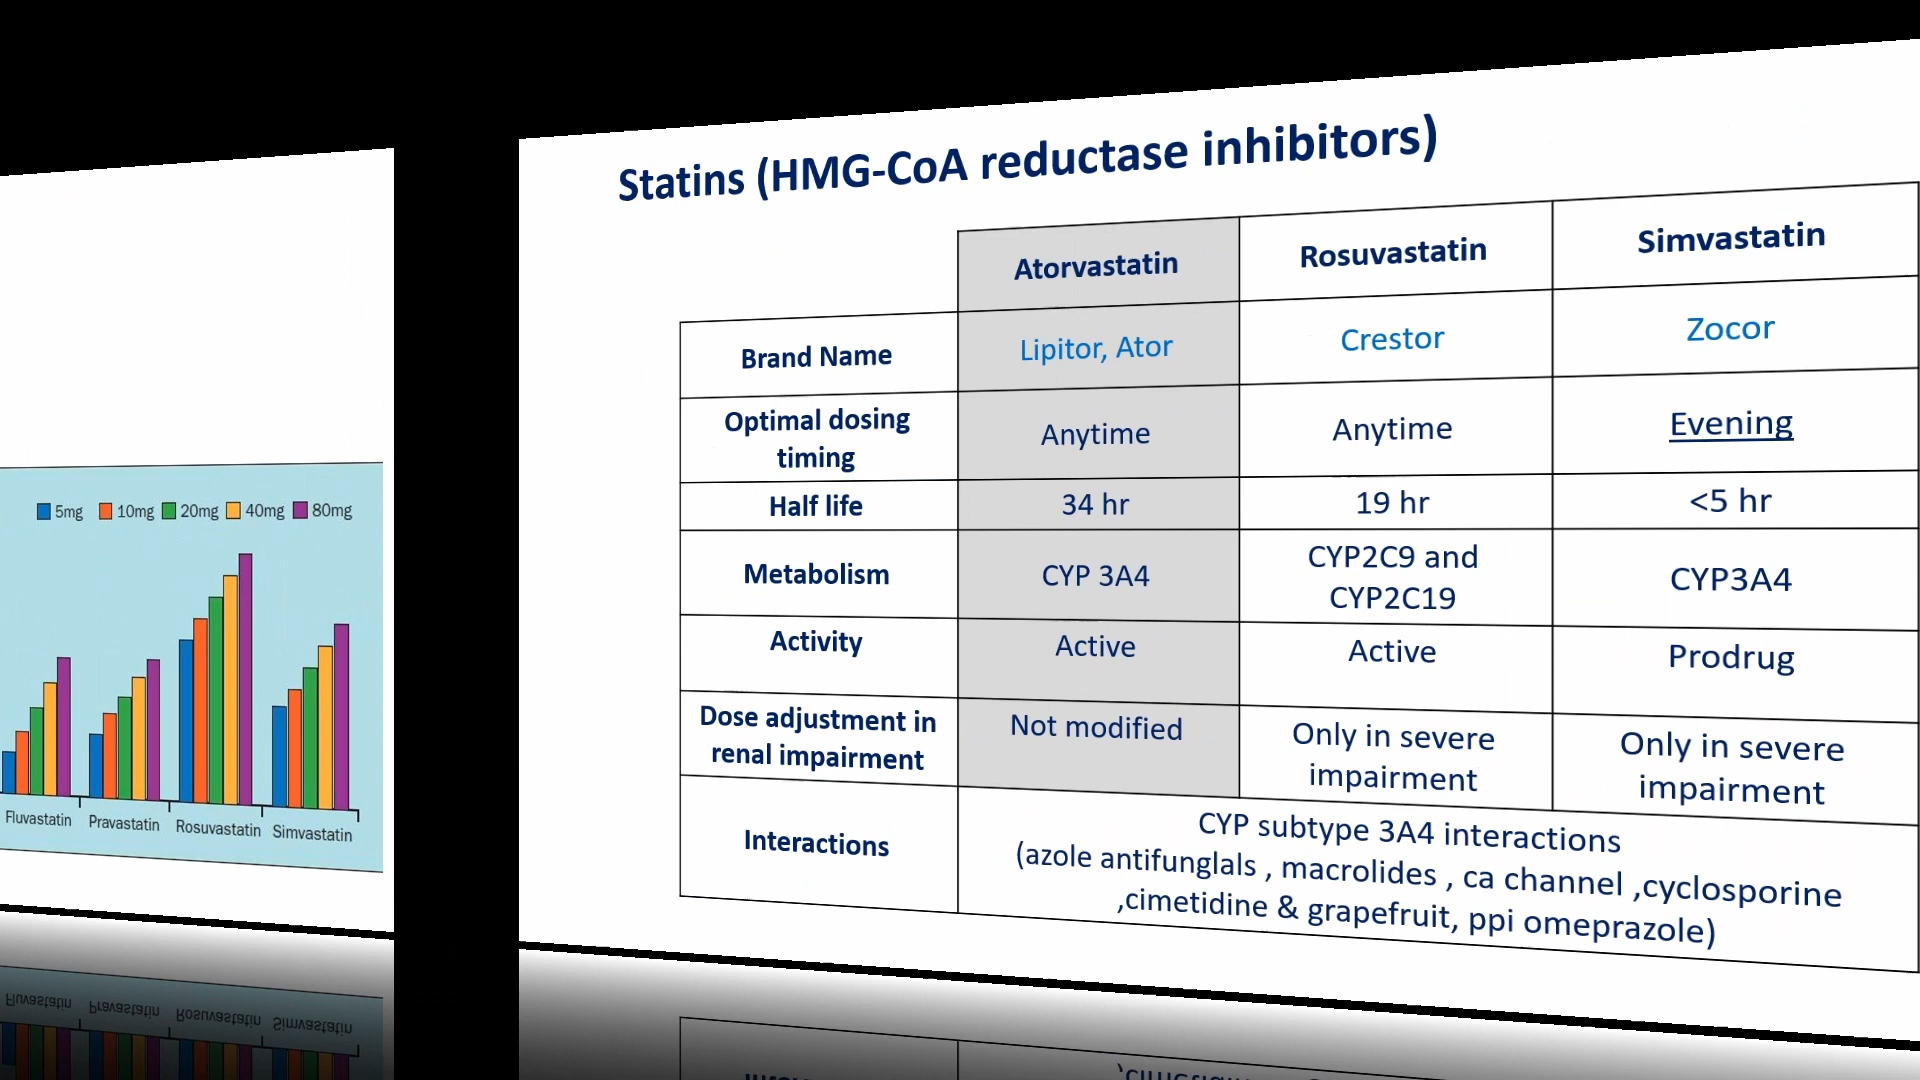 Statins (HMG-CoA reductase inhibitors)
Atorvastatin Rosuvastatin Simvastatin
Brand Name Lipitor, Ator Crestor Zocor
Optimal dosing timing Anytime Anytime Evening
Half life 34 hr 19 hr <5 hr
Metabolism CYP 3A4 CYP2C9 and CYP2C19 CYP3A4
Activity Active Active Prodrug
Dose adjustment in renal impairment Not modified Only in severe impairment Only in severe impairment
Interactions
CYP subtype 3A4 interactions
(azole antifunglals , macrolides , ca channel ,cyclosporine
,cimetidine & grapefruit, ppi omeprazole)
5mg 10mg 20mg 40mg 80mg
Fluvastatin Pravastatin Rosuvastatin Simvastatin